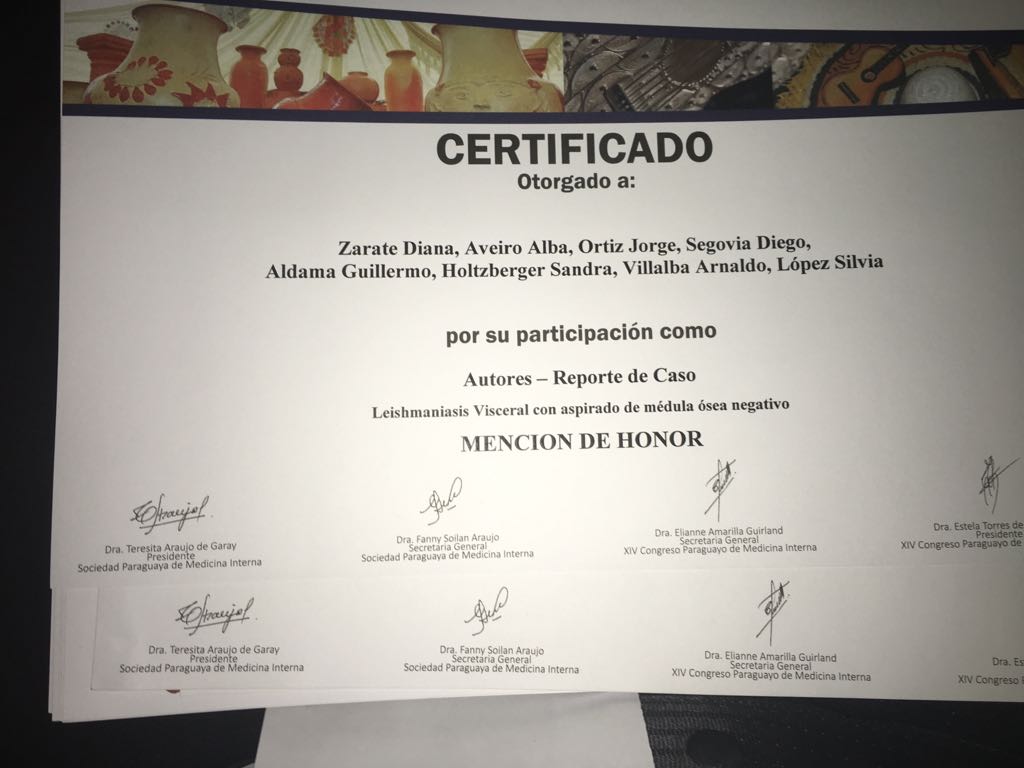 CERTIFICADO
Otorgado a:
Zarate Diana, Aveiro Alba, Ortiz Jorge, Segovia Diego,
Aldama Guillermo, Holtzberger Sandra, Villalba Arnaldo, López Silvia
por su participación como
Autores – Reporte de Caso
Leishmaniasis Visceral con aspirado de médula ósea negativo
MENCION DE HONOR
Dra. Teresita Araujo de Garay
Presidente
Sociedad Paraguaya de Medicina Interna
Dra. Fanny Soilan Araujo
Secretaria General
Sociedad Paraguaya de Medicina Interna
Dra. Elianne Amarilla Guirland
Secretaria General
XIV Congreso Paraguayo de Medicina Interna
Dra. Estela Torres de
Presidente
XIV Congreso Paraguayo de
Dra. Teresita Araujo de Garay
Presidente
Sociedad Paraguaya de Medicina Interna
Dra. Fanny Soilan Araujo
Secretaria General
Sociedad Paraguaya de Medicina Interna
Dra. Elianne Amarilla Guirland
Secretaria General
XIV Congreso Paraguayo de Medicina Interna
Dra. Es
XIV Congreso